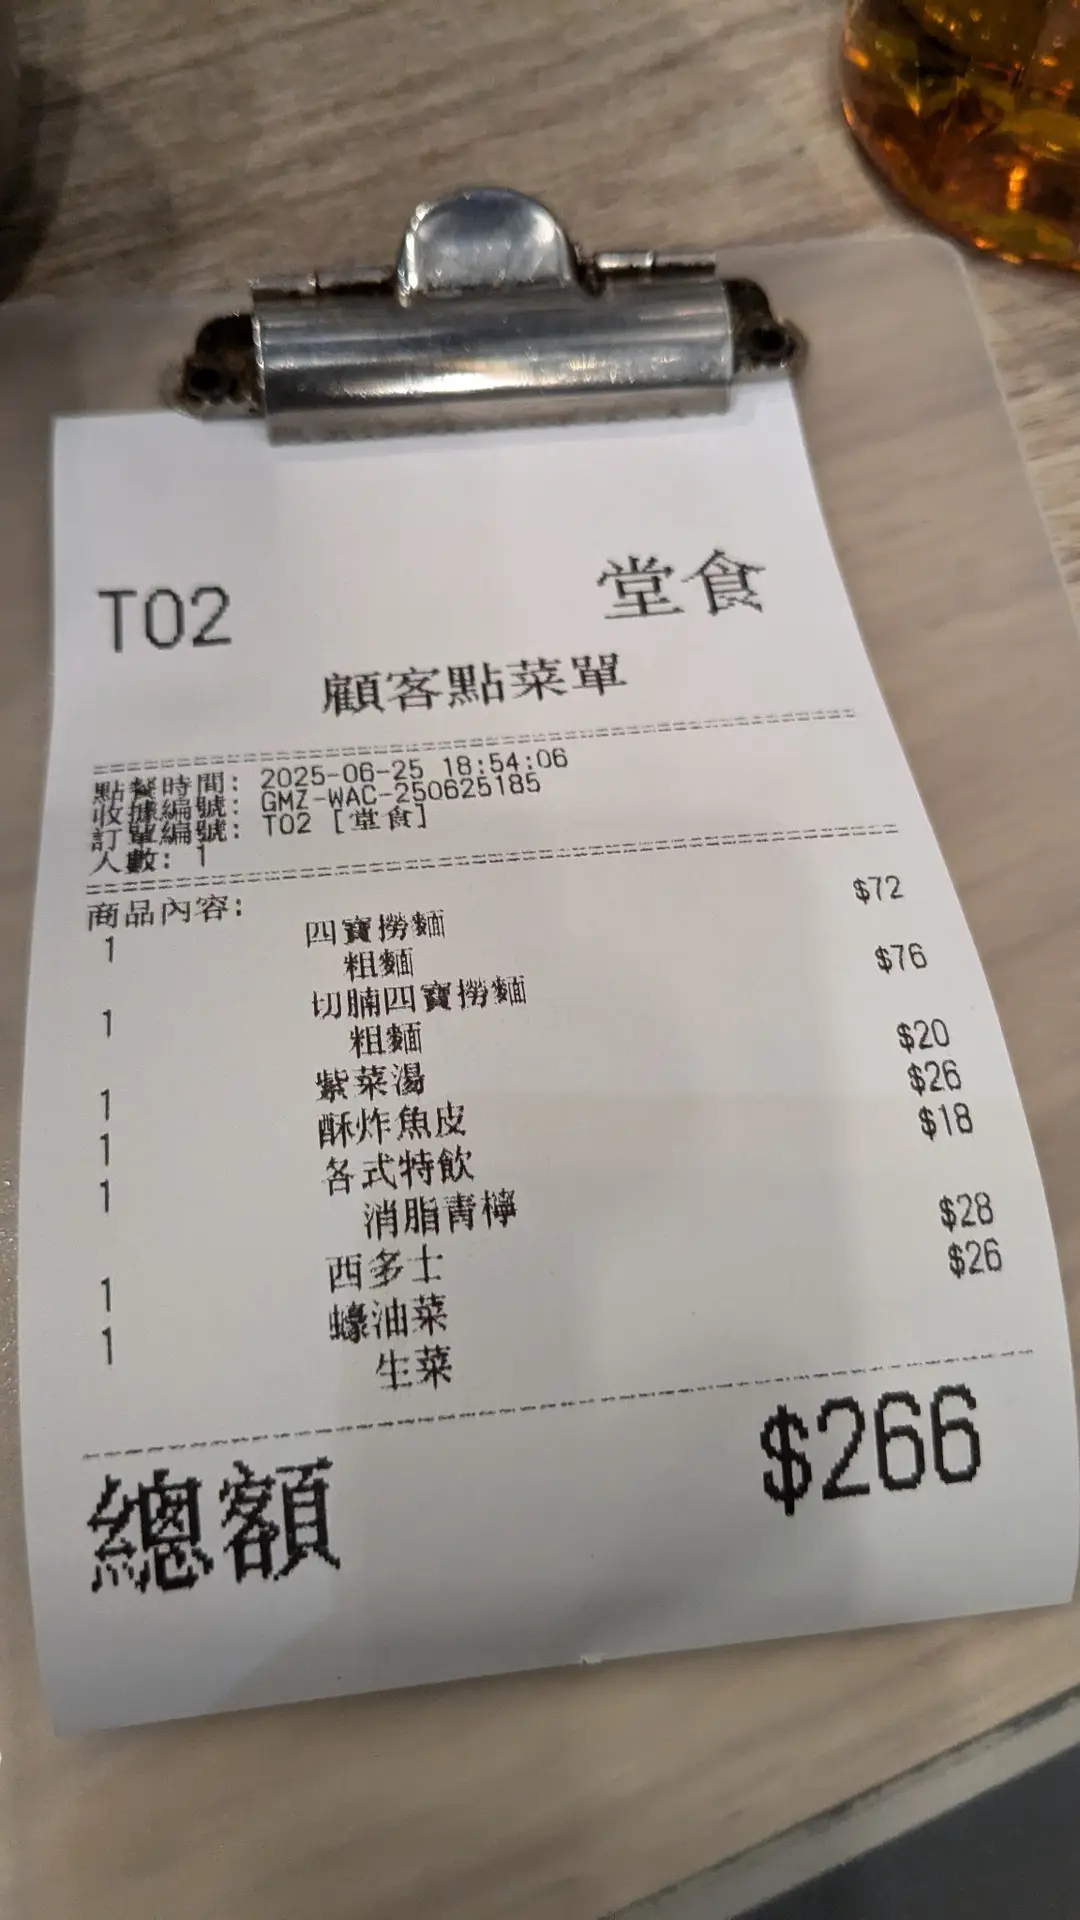 T02 堂食
顧客點菜單
點餐時間: 2025-06-25 18:54:06
收據編號: GMZ-WAC-250625185
訂單編號: T02 [堂食]
人數: 1
商品內容:
1 四寶撈麵 $72
粗麵
1 切腩四寶撈麵 $76
粗麵
1 紫菜湯 $20
1 酥炸魚皮 $26
1 各式特飲 $18
消脂青檸
1 西多士 $28
1 蠔油菜 $26
生菜
總額 $266